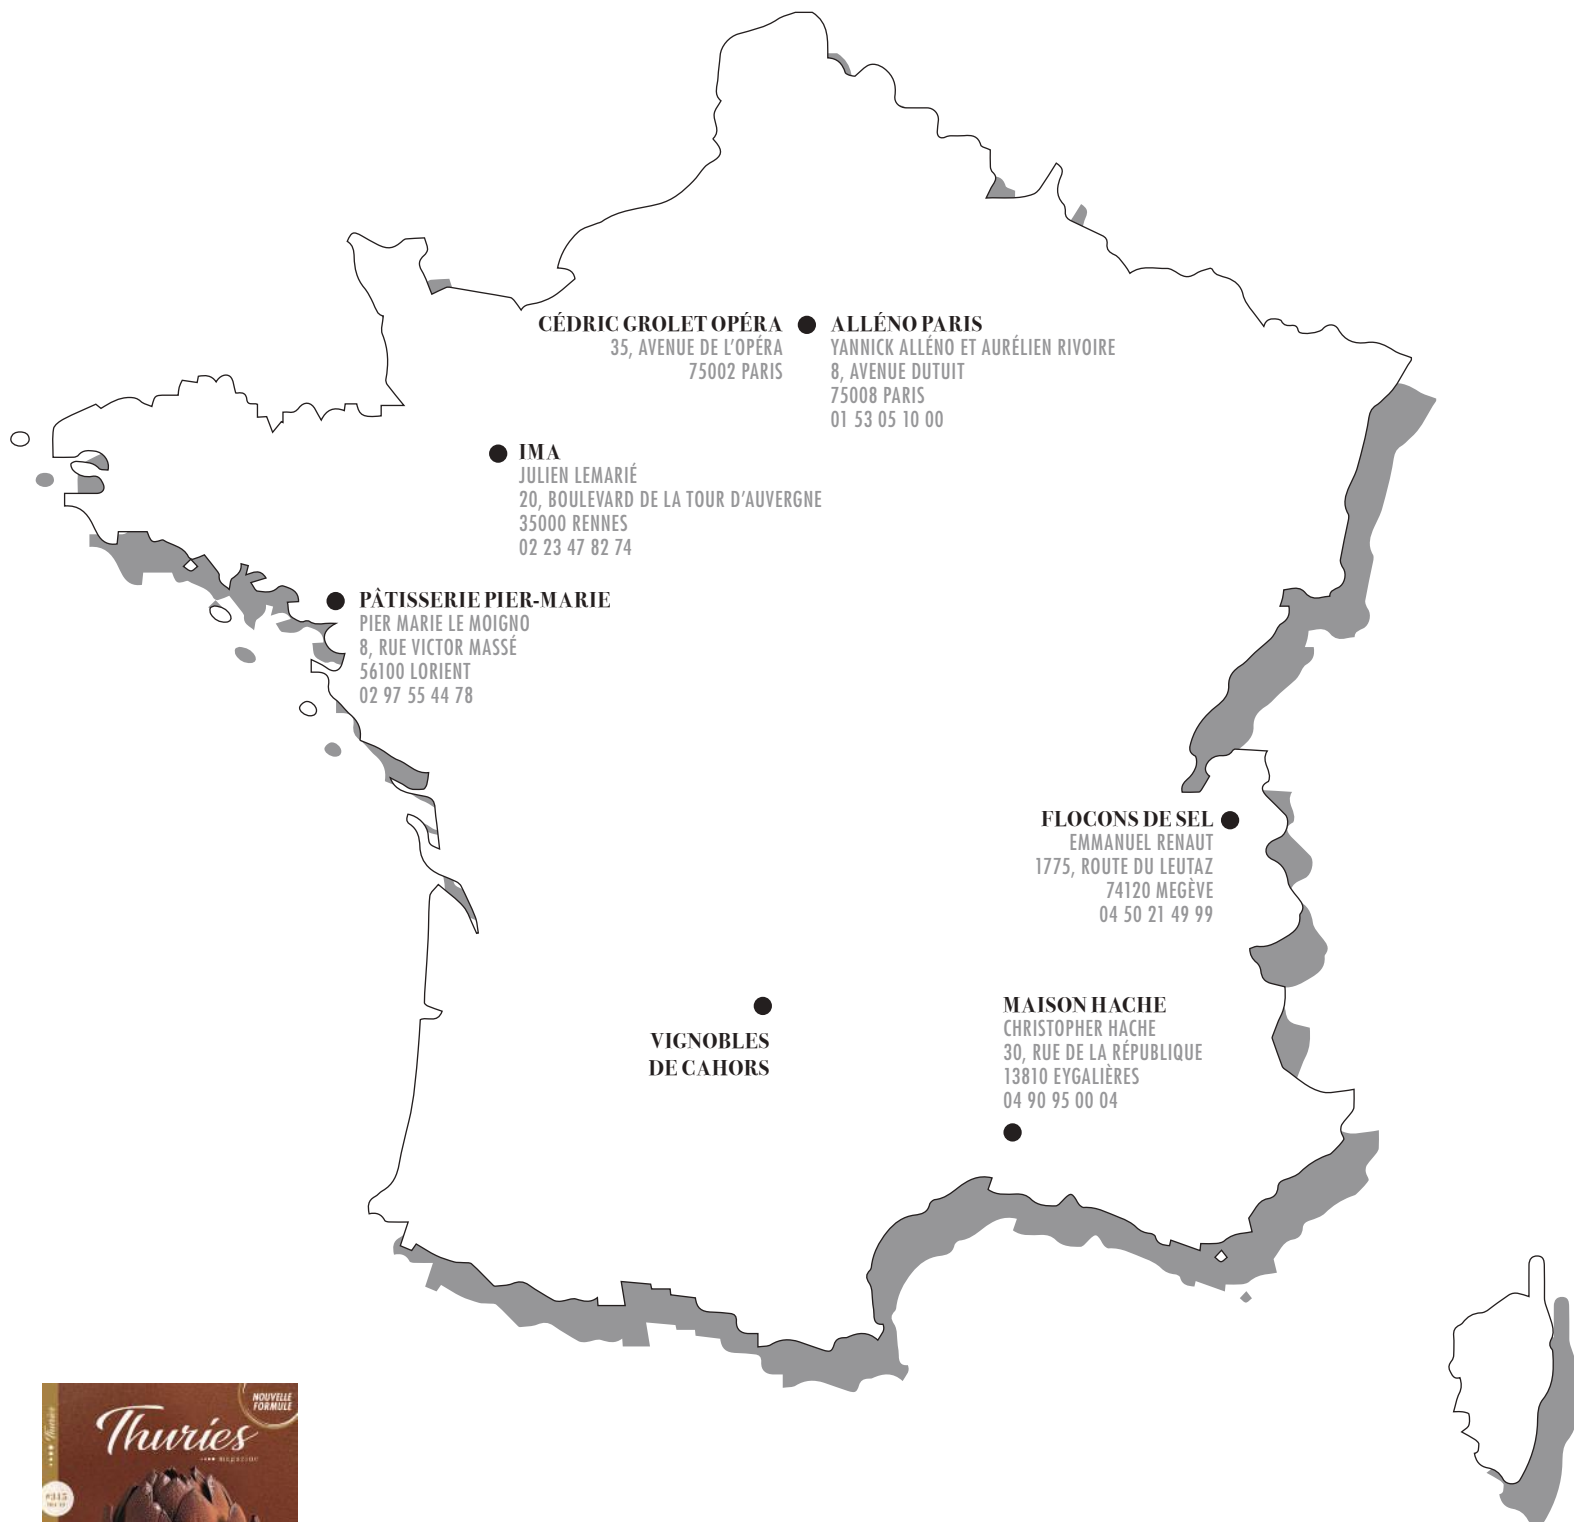 CÉDRIC GROLET OPÉRA
35, AVENUE DE L'OPÉRA
75002 PARIS
ALLÉNO PARIS
YANNICK ALLÉNO ET AURÉLIEN RIVOIRE
8, AVENUE DUTUIT
75008 PARIS
01 53 05 10 00
IMA
JULIEN LEMARIÉ
20, BOULEVARD DE LA TOUR D'AUVERGNE
35000 RENNES
02 23 47 82 74
PÂTISSERIE PIER-MARIE
PIER MARIE LE MOIGNO
8, RUE VICTOR MASSÉ
56100 LORIENT
02 97 55 44 78
FLOCONS DE SEL
EMMANUEL RENAUT
1775, ROUTE DU LEUTAZ
74120 MEGÈVE
04 50 21 49 99
VIGNOBLES
DE CAHORS
MAISON HACHE
CHRISTOPHER HACHE
30, RUE DE LA RÉPUBLIQUE
13810 EYGALIÈRES
04 90 95 00 04
NOUVELLE
FORMULE
Thuriès
Thuriès
magazine
#315